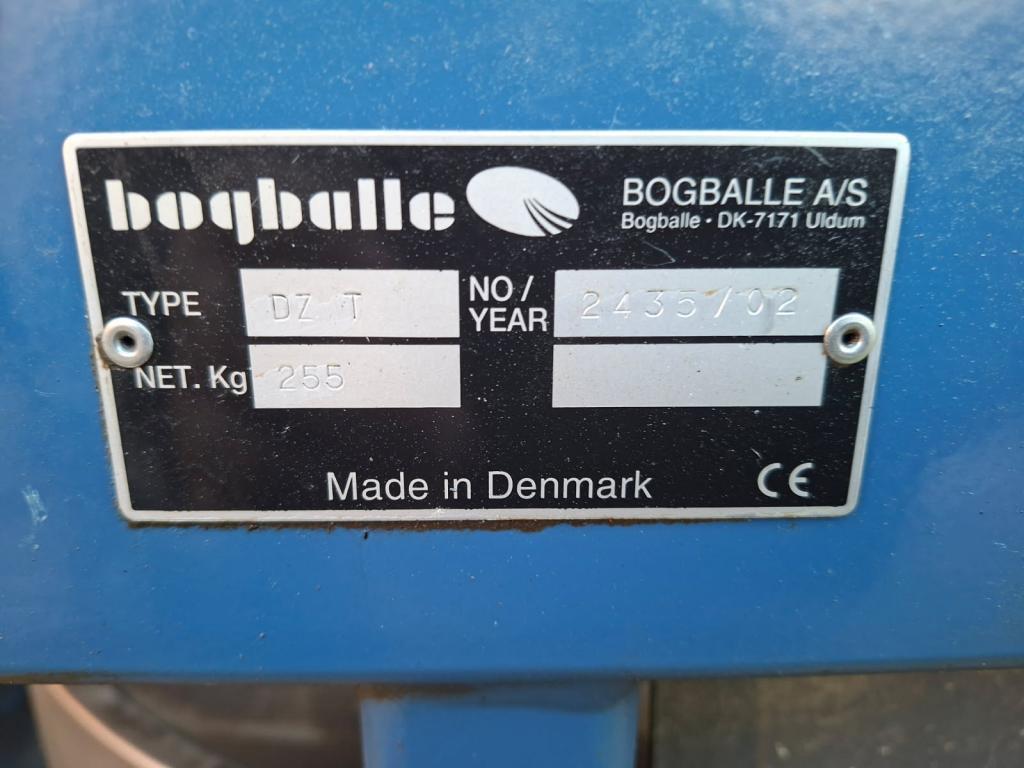 bogballe
BOGBALLE A/S
Bogballe · DK-7171 Uldum
TYPE DZ T
NO / YEAR 2435/02
NET. Kg 255
Made in Denmark CE